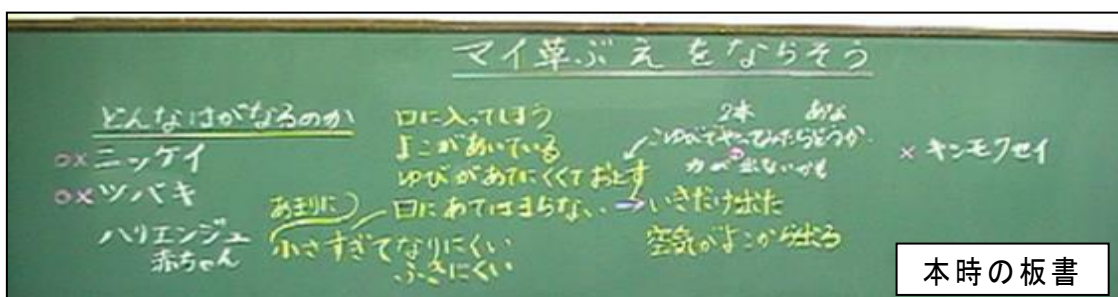 マイ草ぶえをならそう
どんなはがなるのか
○×ニッケイ
○×ツバキ
ハリエンジュ
赤ちゃん
口に入ってしまう
よこがあいている
ゆびがあてにくくておとす
口にあてはまらない
あまりに
小さすぎてなりにくい
ふきにくい
2本 あな
こゆびでやってみたらどうか
力が出ないかも
いきだけ出た
空気がよこから出る
× キンモクセイ
本時の板書